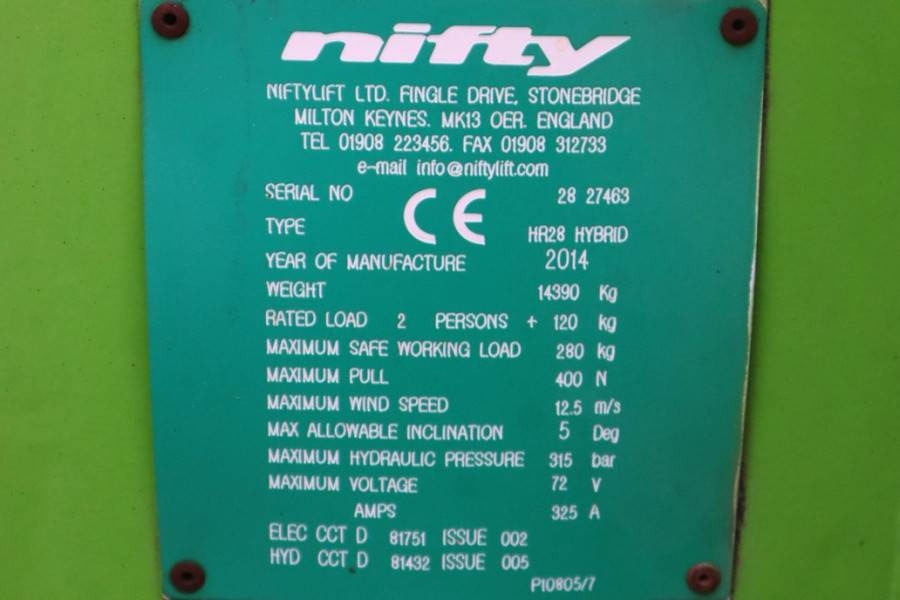 nifty
NIFTYLIFT LTD. FINGLE DRIVE, STONEBRIDGE
MILTON KEYNES. MK13 OER. ENGLAND
TEL 01908 223456. FAX 01908 312733
e-mail info@niftylift.com
SERIAL NO CE 28 27463
TYPE HR28 HYBRID
YEAR OF MANUFACTURE 2014
WEIGHT 14390 Kg
RATED LOAD 2 PERSONS + 120 kg
MAXIMUM SAFE WORKING LOAD 280 kg
MAXIMUM PULL 400 N
MAXIMUM WIND SPEED 12.5 m/s
MAX ALLOWABLE INCLINATION 5 Deg
MAXIMUM HYDRAULIC PRESSURE 315 bar
MAXIMUM VOLTAGE 72 V
AMPS 325 A
ELEC CCT D 81751 ISSUE 002
HYD CCT D 81432 ISSUE 005
P10805/7